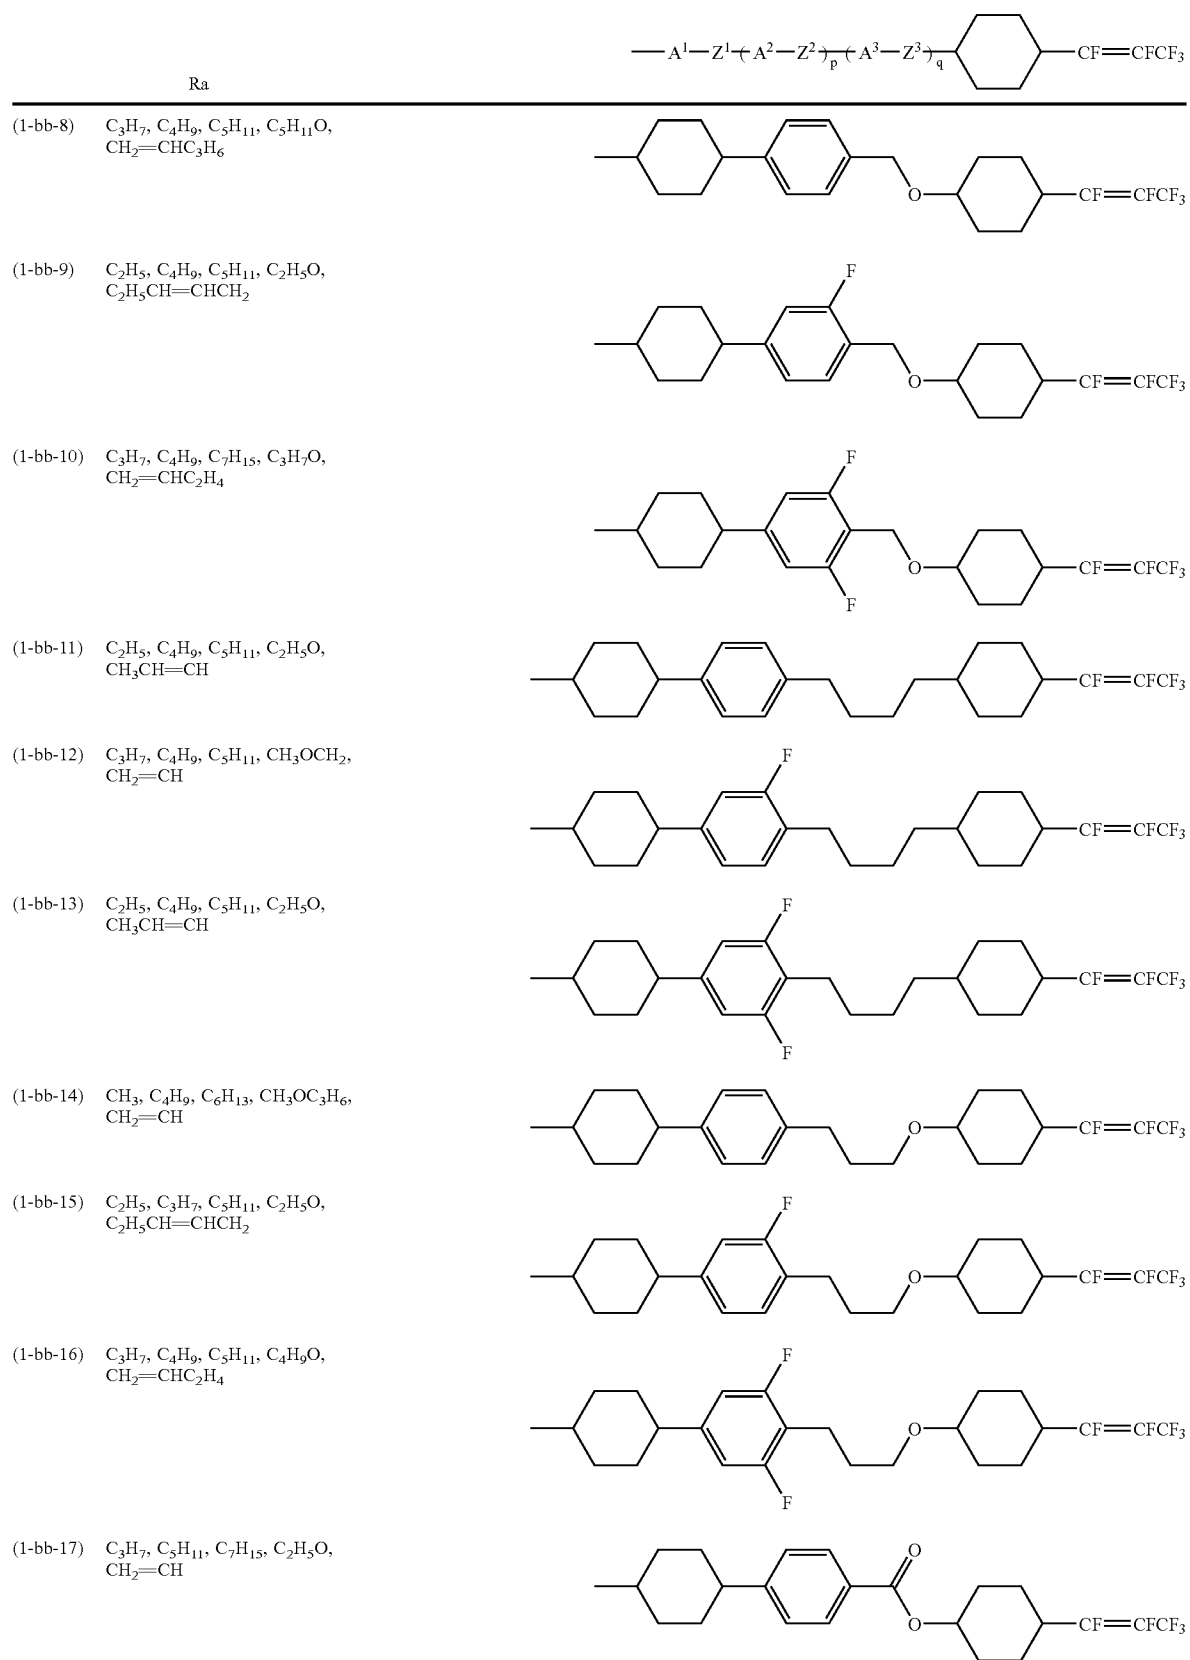 —A¹—Z¹—(A²—Z²)ₚ—(A³—Z³)q CF=CFCF₃
Ra
(1-bb-8) C₃H₇, C₄H₉, C₅H₁₁, C₅H₁₁O,
CH₂=CHC₃H₆
O CF=CFCF₃
(1-bb-9) C₂H₅, C₄H₉, C₅H₁₁, C₂H₅O,
C₂H₅CH=CHCH₂
F
O CF=CFCF₃
(1-bb-10) C₃H₇, C₄H₉, C₇H₁₅, C₃H₇O,
CH₂=CHC₂H₄
F
O CF=CFCF₃
F
(1-bb-11) C₂H₅, C₄H₉, C₅H₁₁, C₂H₅O,
CH₃CH=CH
CF=CFCF₃
(1-bb-12) C₃H₇, C₄H₉, C₅H₁₁, CH₃OCH₂,
CH₂=CH
F
CF=CFCF₃
(1-bb-13) C₂H₅, C₄H₉, C₅H₁₁, C₂H₅O,
CH₃CH=CH
F
CF=CFCF₃
F
(1-bb-14) CH₃, C₄H₉, C₆H₁₃, CH₃OC₃H₆,
CH₂=CH
O CF=CFCF₃
(1-bb-15) C₂H₅, C₃H₇, C₅H₁₁, C₂H₅O,
C₂H₅CH=CHCH₂
F
O CF=CFCF₃
(1-bb-16) C₃H₇, C₄H₉, C₅H₁₁, C₄H₉O,
CH₂=CHC₂H₄
F
O CF=CFCF₃
F
(1-bb-17) C₃H₇, C₅H₁₁, C₇H₁₅, C₂H₅O,
CH₂=CH
O
O CF=CFCF₃